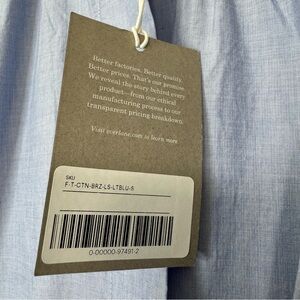 Better factories. Better quality.
Better prices. That's our promise.
We reveal the story behind every
product—from our ethical
manufacturing process to our
transparent pricing breakdown.
Visit everlane.com to learn more
SKU
F-T-CTN-BRZ-LS-LTBLU-S
0-00000-97491-2